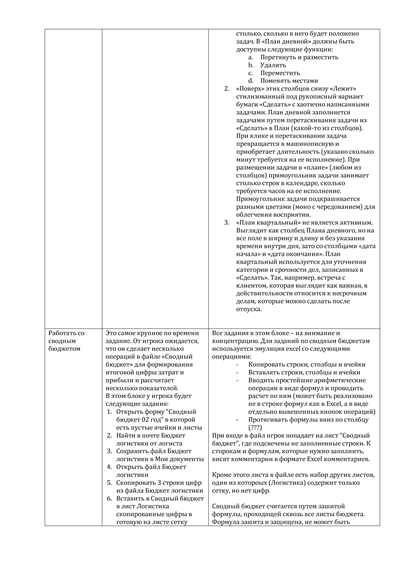 столько, сколько в него будет положено
задач. В «План дневной» должны быть
доступны следующие функции:
a. Перетянуть и разместить
b. Удалить
c. Переместить
d. Поменять местами
2. «Поверх» этих столбцов снизу «Лежит»
стилизованный под рукописный вариант
бумаги «Сделать» с хаотично написанными
задачами. План дневной заполняется
задачами путем перетаскивания задачи из
«Сделать» в План (какой-то из столбцов).
При клике и перетягивании задача
превращается в машинописную и
приобретает длительность (указано сколько
минут требуется на ее исполнение). При
размещении задачи в «плане» (любом из
столбцов) прямоугольник задачи занимает
столько строк в календаре, сколько
требуется часов на ее исполнение.
Прямоугольник задачи подкрашивается
разными цветами (моно с чередованием) для
облегчения восприятия.
3. «План квартальный» не является активным.
Выглядит как столбец Плана дневного, но на
все поле в ширину и длину и без указания
времени внутри дня, зато со столбцами «дата
начала» и «дата окончания». План
квартальный используется для уточнения
категории и срочности дел, записанных в
«Сделать». Так, например, встреча с
клиентом, которая выглядит как важная, в
действительности относится к несрочным
делам, которые можно сделать после
отпуска.
Работать со
сводным
бюджетом
Это самое крупное по времени
задание. От игрока ожидается,
что он сделает несколько
операций в файле «Сводный
бюджет» для формирования
итоговой цифры затрат и
прибыли и рассчитает
несколько показателей.
В этом блоке у игрока будет
следующие задания:
1. Открыть форму "Сводный
бюджет 02 год" в которой
есть пустые ячейки и листы
2. Найти в почте Бюджет
логистики от логиста
3. Сохранить файл Бюджет
логистики в Мои документы
4. Открыть файл Бюджет
логистики
5. Скопировать 3 строки цифр
из файла Бюджет логистики
6. Вставить в Сводный бюджет
в лист Логистика
скопированные цифры в
готовую на листе сетку
Все задания в этом блоке – на внимание и
концентрацию. Для заданий по сводным бюджетам
используется эмуляция excel со следующими
операциями:
- Копировать строки, столбцы и ячейки
- Вставлять строки, столбцы и ячейки
- Вводить простейшие арифметические
операции в виде формул и проводить
расчет по ним (может быть реализовано
не в строке формул как в Excel, а в виде
отдельно вывешенных кнопок операций)
- Протягивать формулы вниз по столбцу
(???)
При входе в файл игрок попадает на лист "Сводный
бюджет", где подсвечены не заполненные строки. К
сторокам и формулам, которые нужно заполнить,
висят комментарии в формате Excel комментариев.
Кроме этого листа в файле есть набор других листов,
один из которых (Логистика) содержит только
сетку, но нет цифр.
Сводный бюджет считается путем зашитой
формулы, проходящей сквозь все листы бюджета.
Формула зашита и защищена, не может быть